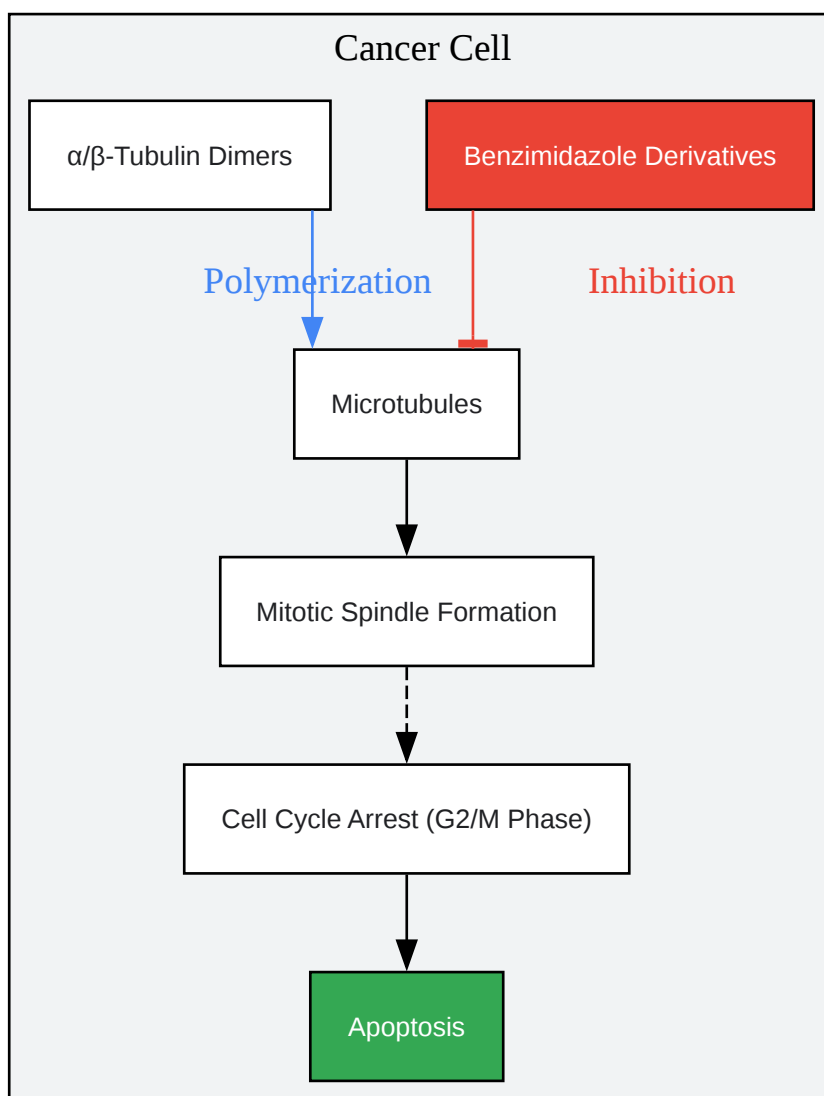 Cancer Cell
α/β-Tubulin Dimers
Benzimidazole Derivatives
Polymerization
Inhibition
Microtubules
Mitotic Spindle Formation
Cell Cycle Arrest (G2/M Phase)
Apoptosis